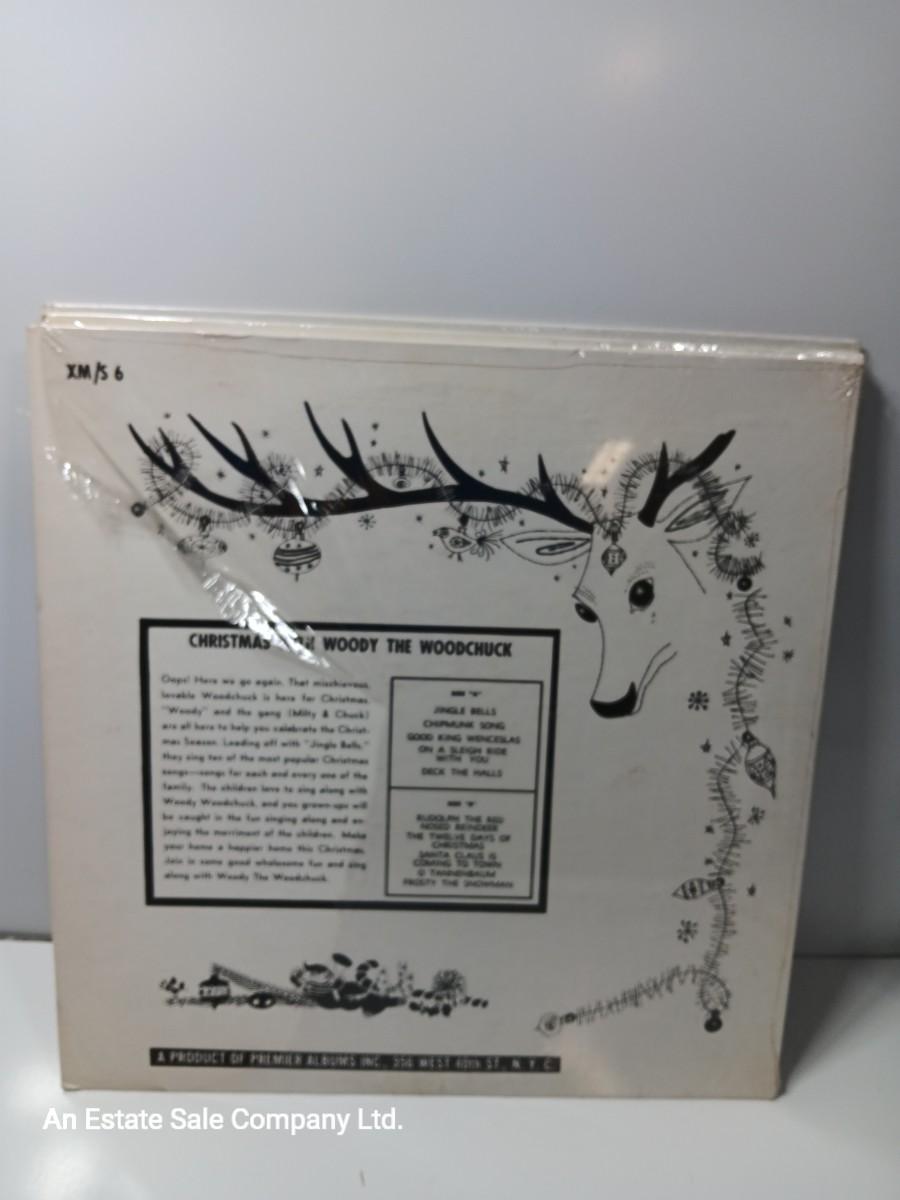 XM/S 6
CHRISTMAS WOODY THE WOODCHUCK
Oops! Here we go again. That mischievous,
lovable Woodchuck is here for Christmas.
"Woody" and the gang (Milty & Chuck)
are all here to help you celebrate the Christ-
mas Season. Leading off with "Jingle Bells,"
they sing ten of the most popular Christmas
songs—songs for each and every one of the
family. The children love to sing along with
Woody Woodchuck, and you grown-ups will
be caught in the fun singing along and en-
joying the merriment of the children. Make
your home a happier home this Christmas.
Join in some good wholesome fun and sing
along with Woody The Woodchuck.
JINGLE BELLS
CHIPMUNK SONG
GOOD KING WENCESLAS
ON A SLEIGH RIDE
WITH YOU
DECK THE HALLS
RUDOLPH THE RED
NOSED REINDEER
THE TWELVE DAYS OF
CHRISTMAS
SANTA CLAUS IS
COMING TO TOWN
O TANNENBAUM
FROSTY THE SNOWMAN
A PRODUCT OF PREMIER ALBUMS INC., WEST ST., N. Y. C.
An Estate Sale Company Ltd.